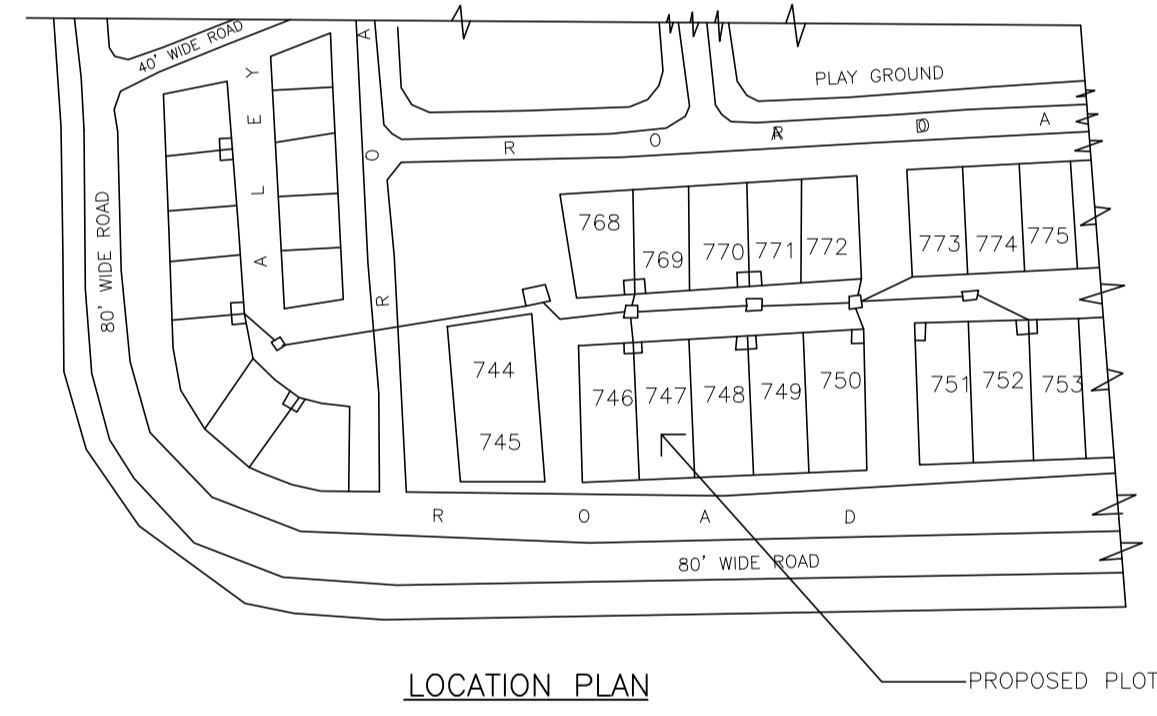 40' WIDE ROAD
A
PLAY GROUND
ALLEY
O
R
R O A D
R O A D A
80' WIDE ROAD
768
769 770 771 772
773 774 775
744
745
746 747 748 749 750
751 752 753
R O A D
80' WIDE ROAD
LOCATION PLAN
PROPOSED PLOT